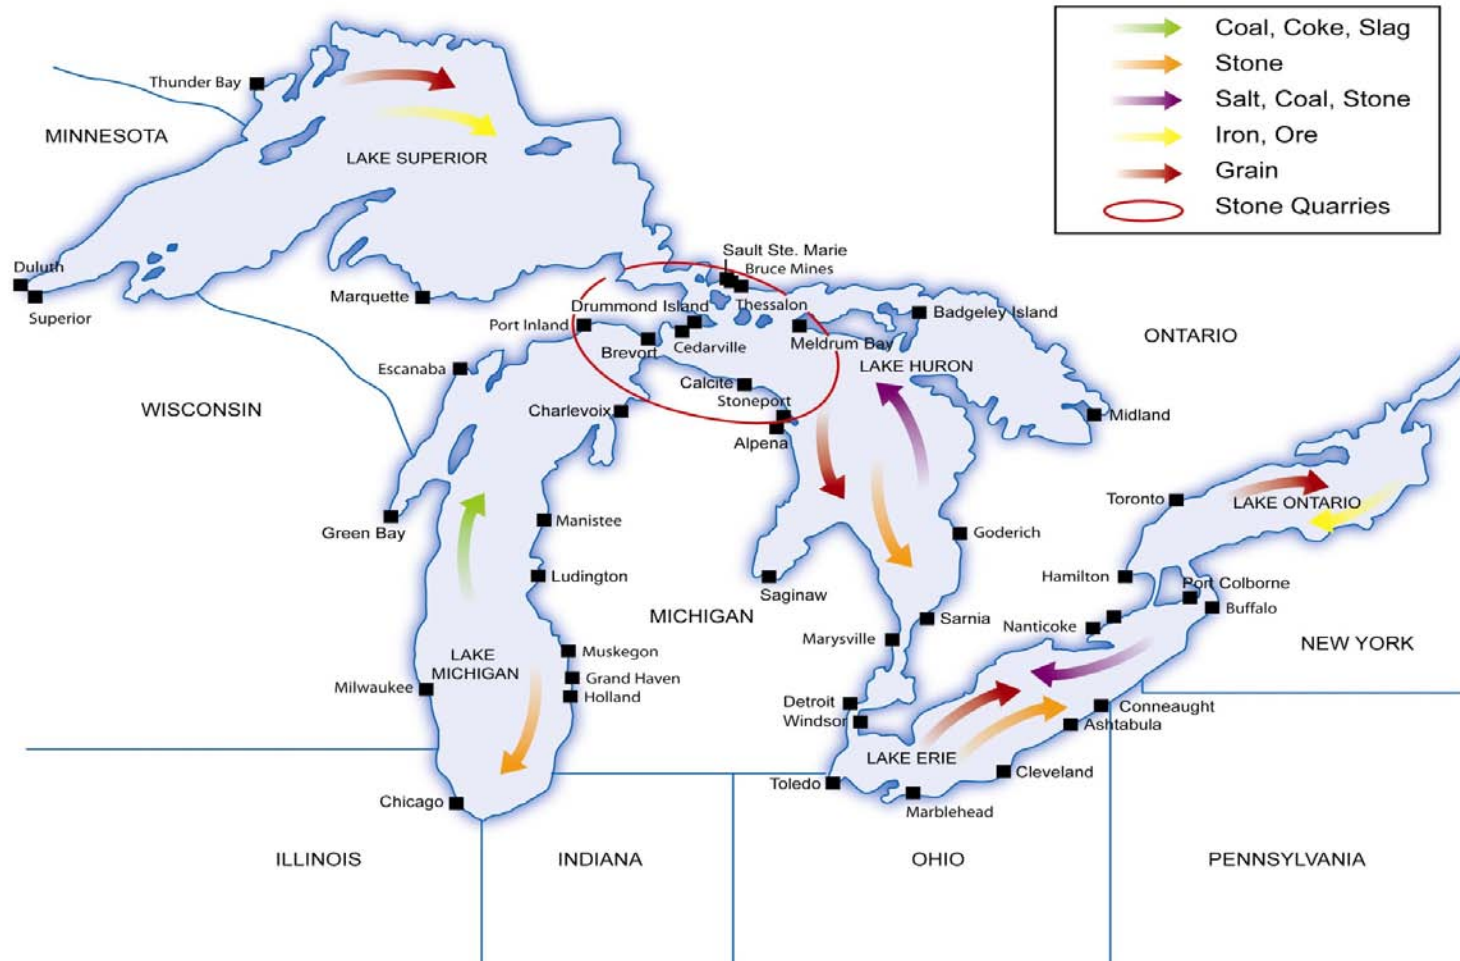 Coal, Coke, Slag
Stone
Salt, Coal, Stone
Iron, Ore
Grain
Stone Quarries
Thunder Bay
MINNESOTA
LAKE SUPERIOR
Duluth
Superior
Marquette
Sault Ste. Marie
Bruce Mines
Thessalon
Drummond Island
Port Inland
Brevort
Cedarville
Meldrum Bay
Badgeley Island
ONTARIO
Escanaba
Calcite
Stoneport
LAKE HURON
WISCONSIN
Charlevoix
Alpena
Midland
Green Bay
Manistee
Ludington
Saginaw
Goderich
Toronto
LAKE ONTARIO
Hamilton
Port Colborne
Buffalo
MICHIGAN
Marysville
Sarnia
Nanticoke
NEW YORK
LAKE
MICHIGAN
Muskegon
Grand Haven
Holland
Milwaukee
Detroit
Windsor
Conneaught
Ashtabula
LAKE ERIE
Cleveland
Toledo
Marblehead
Chicago
ILLINOIS
INDIANA
OHIO
PENNSYLVANIA